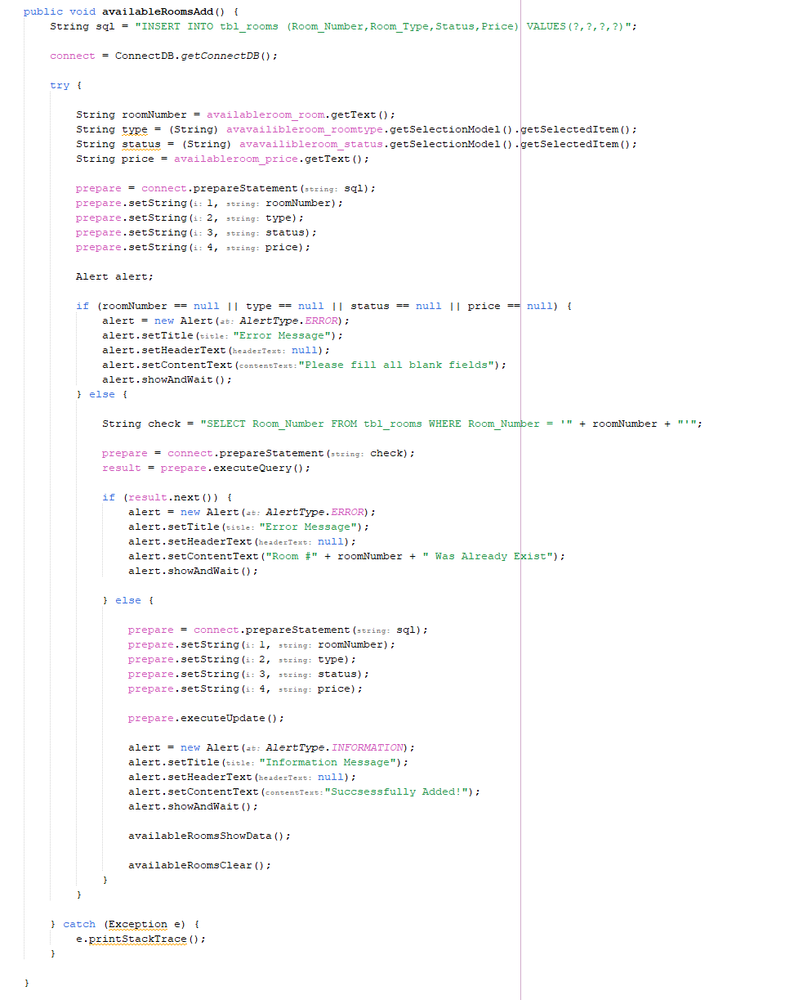 public void availableRoomsAdd() {
String sql = "INSERT INTO tbl_rooms (Room_Number,Room_Type,Status,Price) VALUES(?,?,?,?)";
connect = ConnectDB.getConnectDB();
try {
String roomNumber = availableroom_room.getText();
String type = (String) avavailibleroom_roomtype.getSelectionModel().getSelectedItem();
String status = (String) avavailibleroom_status.getSelectionModel().getSelectedItem();
String price = availableroom_price.getText();
prepare = connect.prepareStatement(string: sql);
prepare.setString(i: 1, string: roomNumber);
prepare.setString(i: 2, string: type);
prepare.setString(i: 3, string: status);
prepare.setString(i: 4, string: price);
Alert alert;
if (roomNumber == null || type == null || status == null || price == null) {
alert = new Alert(at: AlertType.ERROR);
alert.setTitle(title: "Error Message");
alert.setHeaderText(headerText: null);
alert.setContentText(contentText:"Please fill all blank fields");
alert.showAndWait();
} else {
String check = "SELECT Room_Number FROM tbl_rooms WHERE Room_Number = '" + roomNumber + "'";
prepare = connect.prepareStatement(string: check);
result = prepare.executeQuery();
if (result.next()) {
alert = new Alert(at: AlertType.ERROR);
alert.setTitle(title: "Error Message");
alert.setHeaderText(headerText: null);
alert.setContentText("Room #" + roomNumber + " Was Already Exist");
alert.showAndWait();
} else {
prepare = connect.prepareStatement(string: sql);
prepare.setString(i: 1, string: roomNumber);
prepare.setString(i: 2, string: type);
prepare.setString(i: 3, string: status);
prepare.setString(i: 4, string: price);
prepare.executeUpdate();
alert = new Alert(at: AlertType.INFORMATION);
alert.setTitle(title: "Information Message");
alert.setHeaderText(headerText: null);
alert.setContentText(contentText:"Succsessfully Added!");
alert.showAndWait();
availableRoomsShowData();
availableRoomsClear();
}
}
} catch (Exception e) {
e.printStackTrace();
}
}